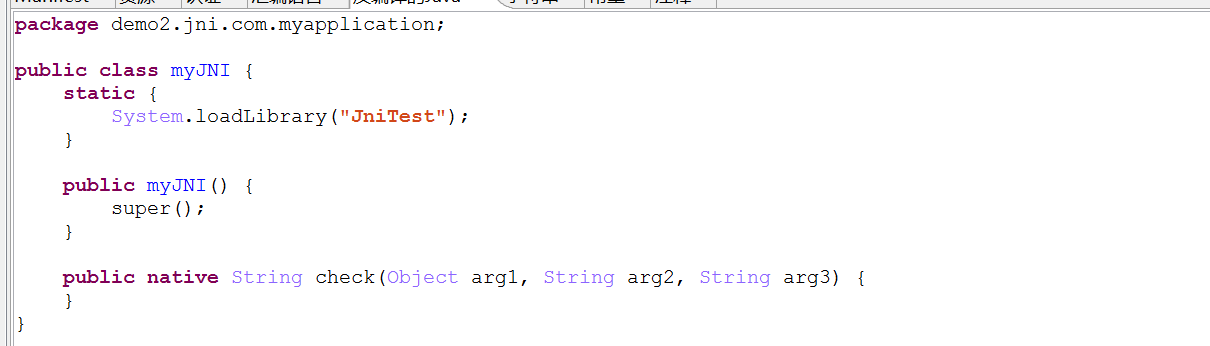 package demo2.jni.com.myapplication;
public class myJNI {
static {
System.loadLibrary("JniTest");
}
public myJNI() {
super();
}
public native String check(Object arg1, String arg2, String arg3) {
}
}